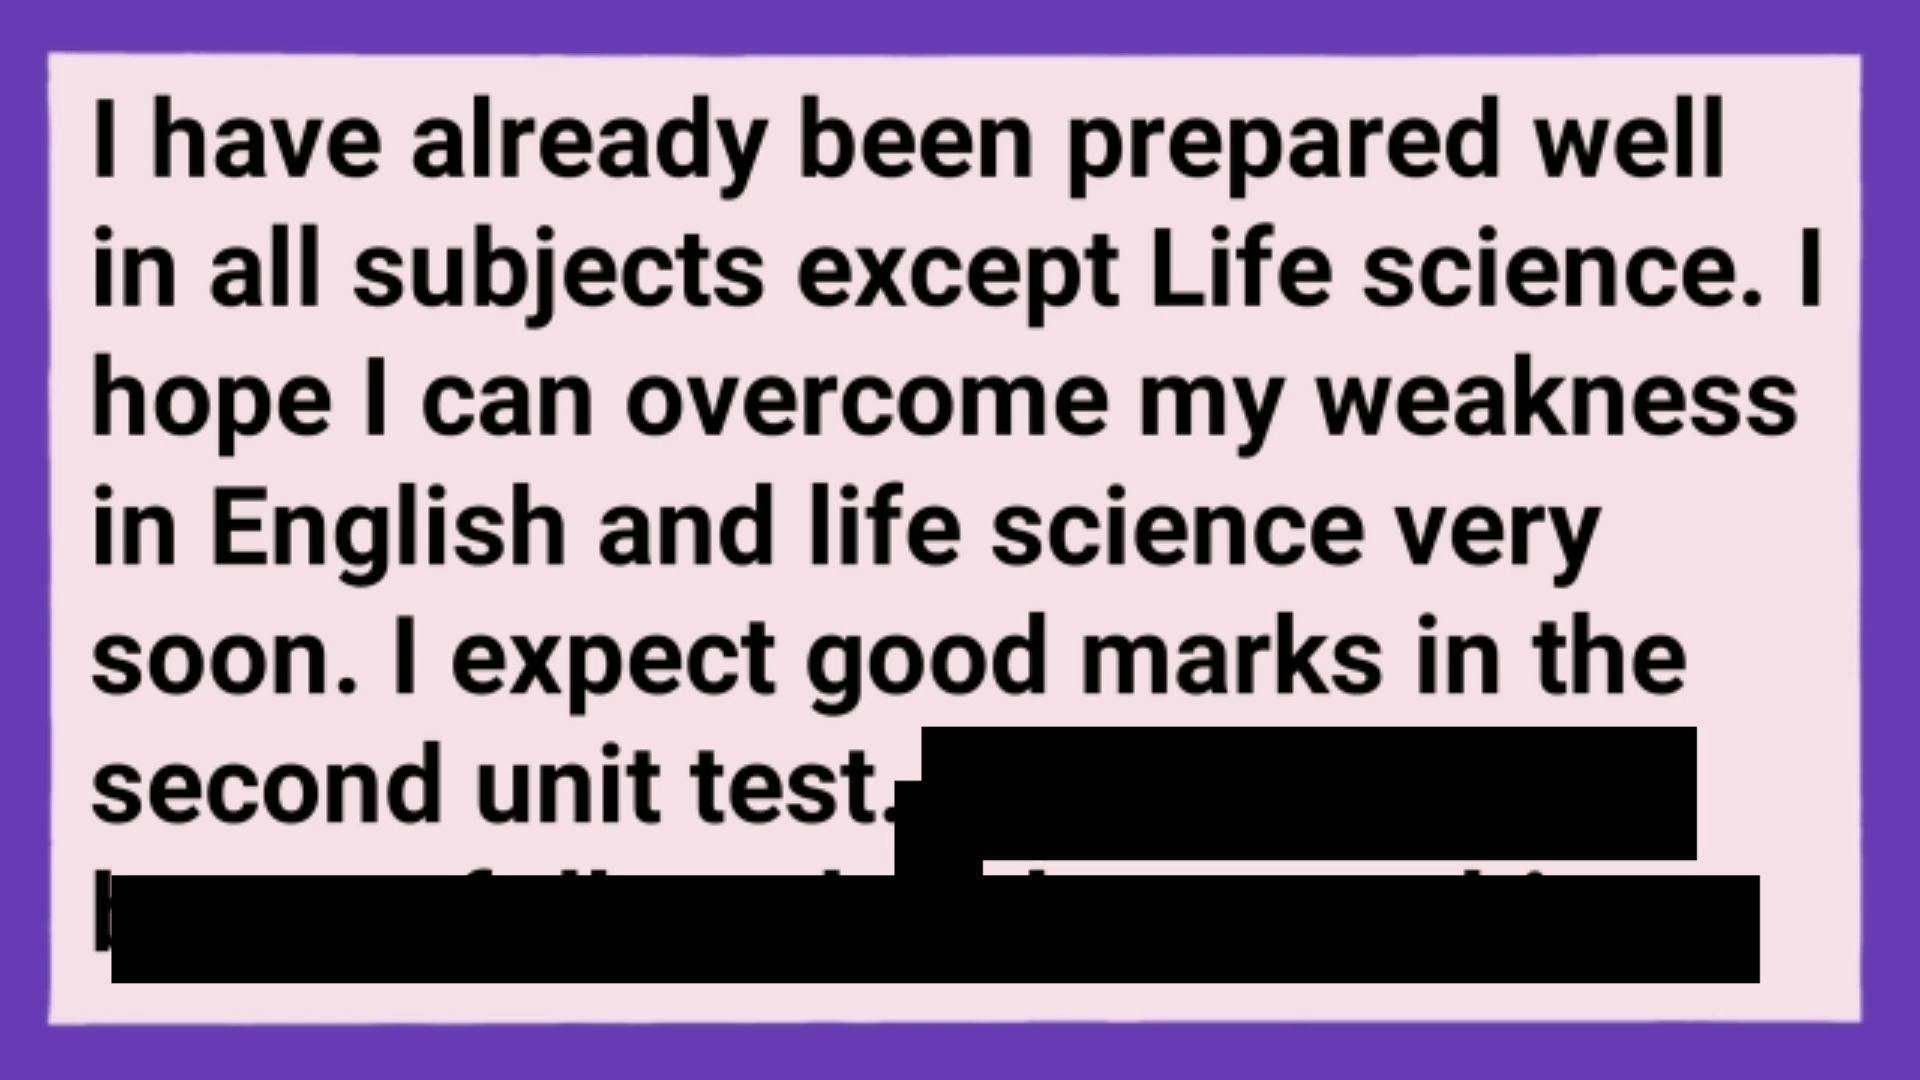 I have already been prepared well
in all subjects except Life science. I
hope I can overcome my weakness
in English and life science very
soon. I expect good marks in the
second unit test.